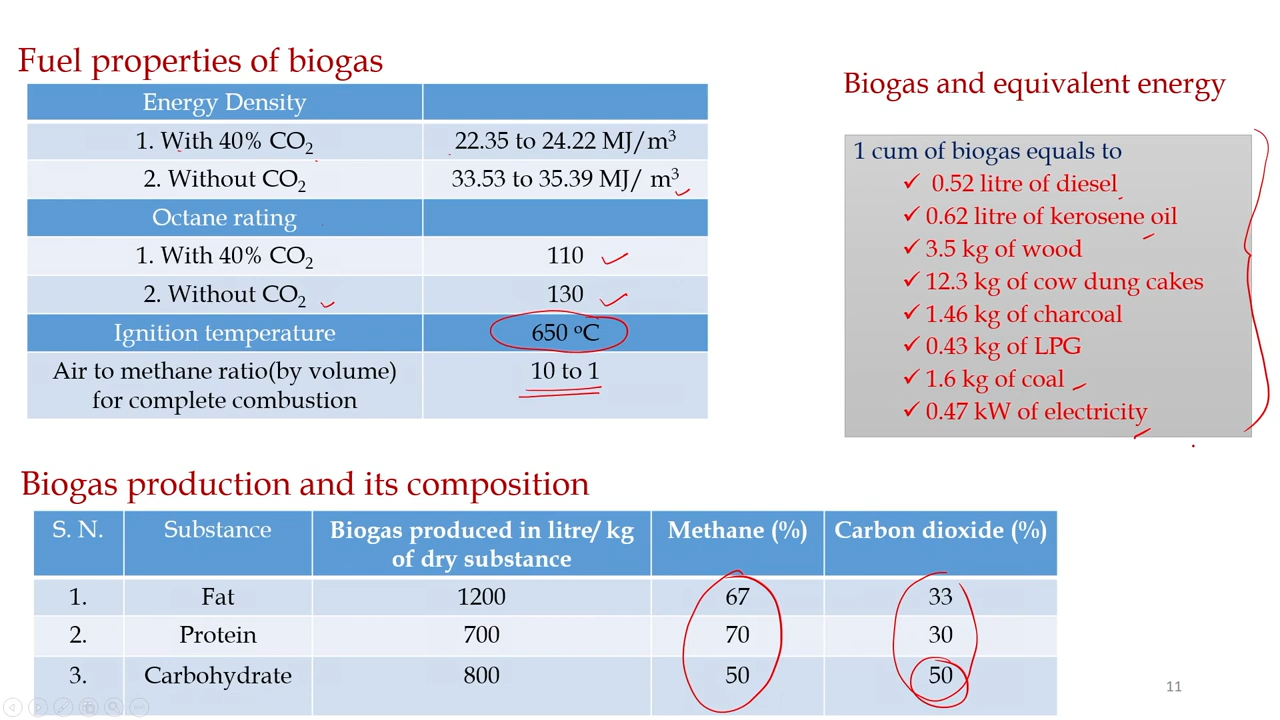 Fuel properties of biogas
Energy Density
1. With 40% CO2 22.35 to 24.22 MJ/m3
2. Without CO2 33.53 to 35.39 MJ/ m3
Octane rating
1. With 40% CO2 110
2. Without CO2 130
Ignition temperature 650 oC
Air to methane ratio(by volume) 10 to 1
for complete combustion
Biogas and equivalent energy
1 cum of biogas equals to
✓ 0.52 litre of diesel
✓ 0.62 litre of kerosene oil
✓ 3.5 kg of wood
✓ 12.3 kg of cow dung cakes
✓ 1.46 kg of charcoal
✓ 0.43 kg of LPG
✓ 1.6 kg of coal
✓ 0.47 kW of electricity
Biogas production and its composition
S. N. Substance Biogas produced in litre/ kg Methane (%) Carbon dioxide (%)
of dry substance
1. Fat 1200 67 33
2. Protein 700 70 30
3. Carbohydrate 800 50 50
11